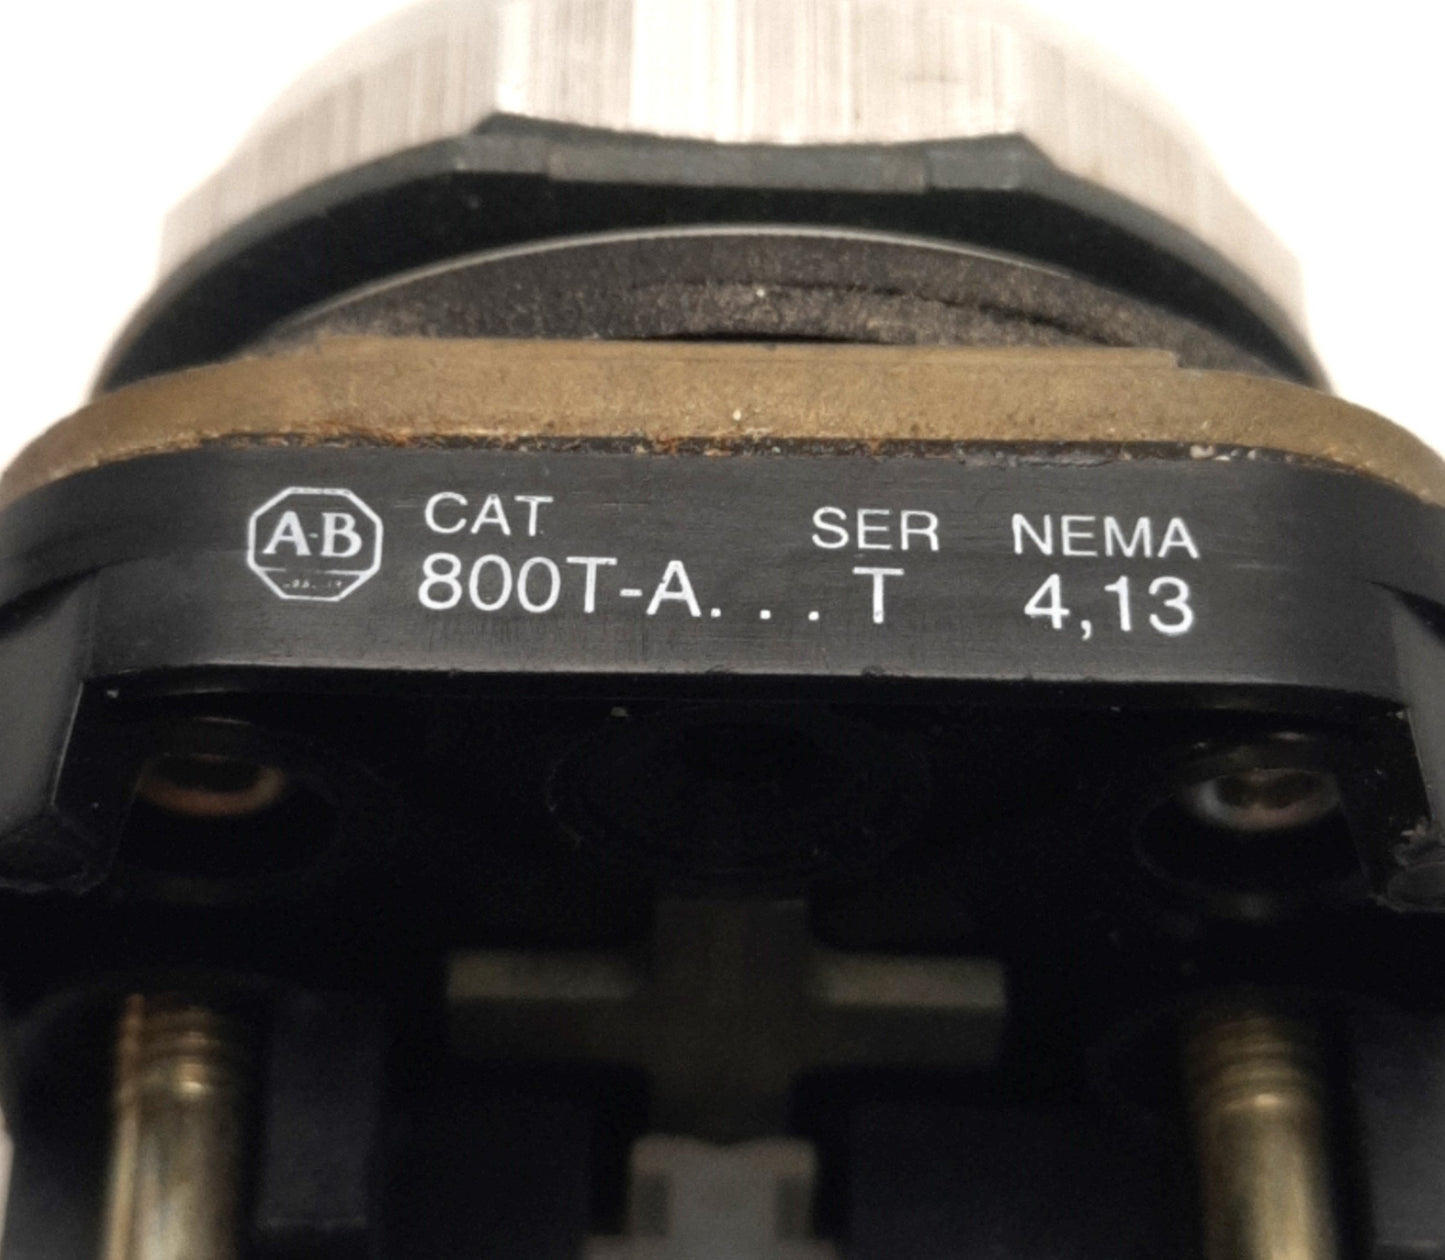 A-B
CAT SER NEMA
800T-A. . . T 4,13